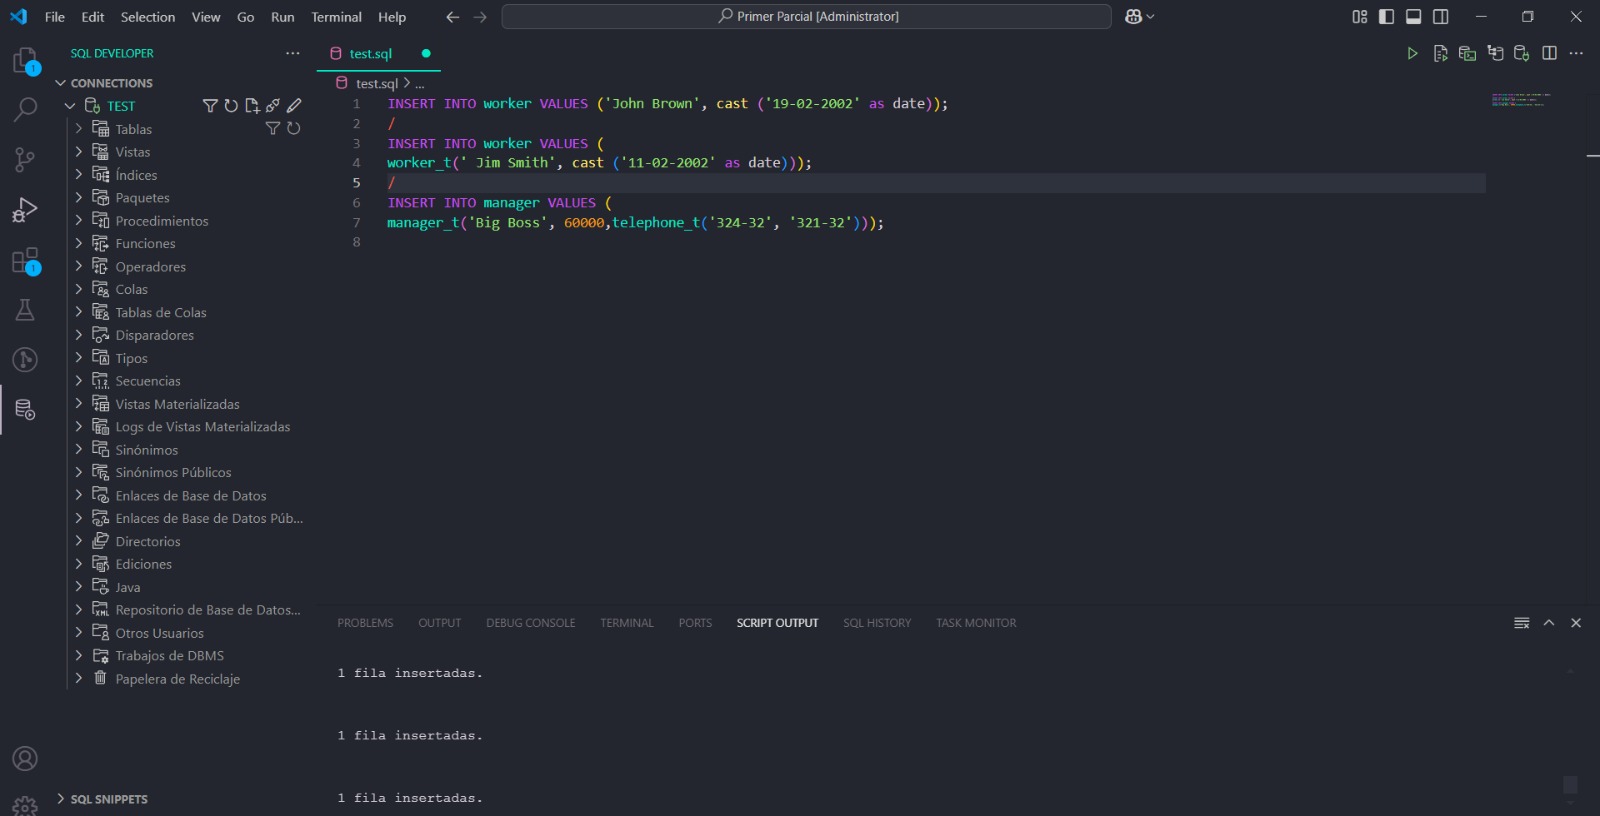 File Edit Selection View Go Run Terminal Help
Primer Parcial [Administrator]
SQL DEVELOPER
CONNECTIONS
TEST
Tablas
Vistas
Índices
Paquetes
Procedimientos
Funciones
Operadores
Colas
Tablas de Colas
Disparadores
Tipos
Secuencias
Vistas Materializadas
Logs de Vistas Materializadas
Sinónimos
Sinónimos Públicos
Enlaces de Base de Datos
Enlaces de Base de Datos Púb...
Directorios
Ediciones
Java
Repositorio de Base de Datos...
Otros Usuarios
Trabajos de DBMS
Papelera de Reciclaje
SQL SNIPPETS
1
1
test.sql
test.sql > ...
1 INSERT INTO worker VALUES ('John Brown', cast ('19-02-2002' as date));
2 /
3 INSERT INTO worker VALUES (
4 worker_t(' Jim Smith', cast ('11-02-2002' as date)));
5 /
6 INSERT INTO manager VALUES (
7 manager_t('Big Boss', 60000,telephone_t('324-32', '321-32')));
8
PROBLEMS OUTPUT DEBUG CONSOLE TERMINAL PORTS SCRIPT OUTPUT SQL HISTORY TASK MONITOR
1 fila insertadas.
1 fila insertadas.
1 fila insertadas.